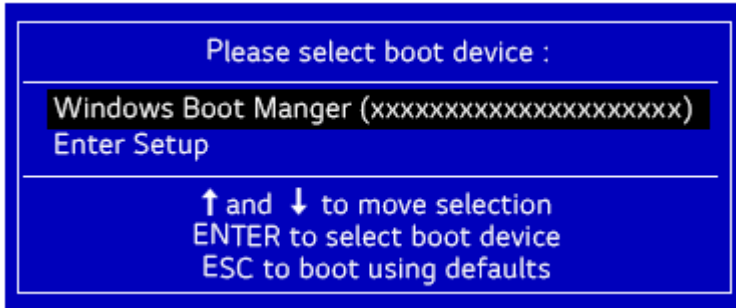 Please select boot device :
Windows Boot Manger (xxxxxxxxxxxxxxxxxxxxx)
Enter Setup
↑ and ↓ to move selection
ENTER to select boot device
ESC to boot using defaults